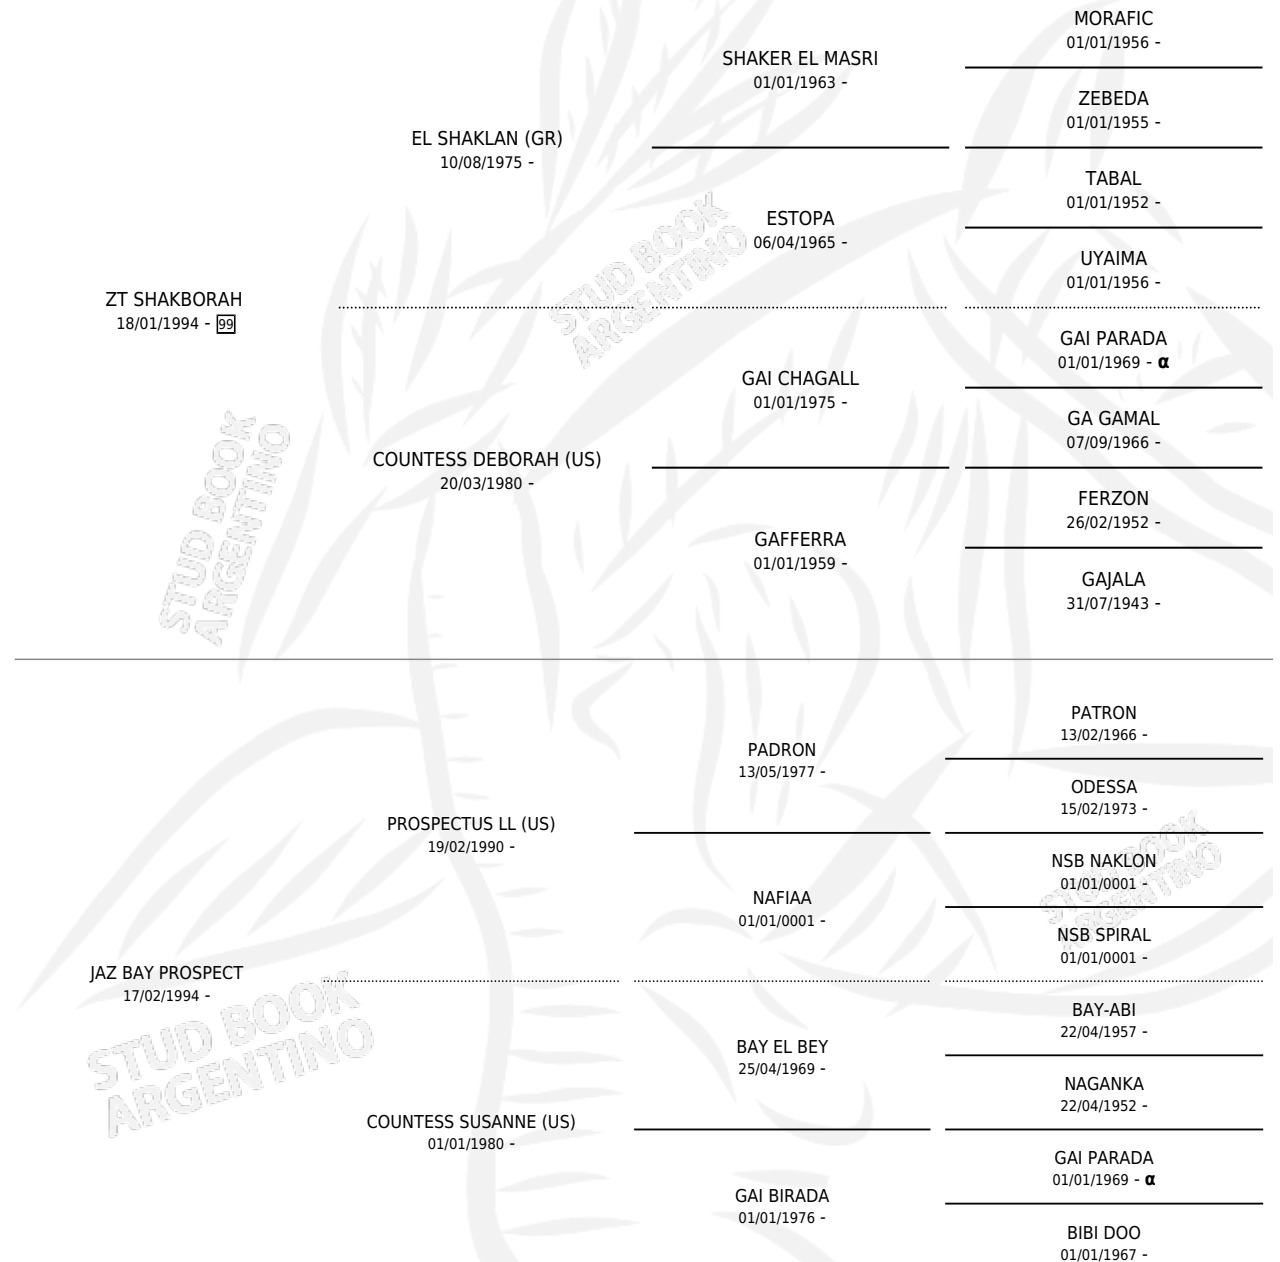 MORAFIC
01/01/1956 -
SHAKER EL MASRI
01/01/1963 -
ZEBEDA
01/01/1955 -
EL SHAKLAN (GR)
10/08/1975 -
TABAL
01/01/1952 -
ESTOPA
06/04/1965 -
UYAIMA
01/01/1956 -
ZT SHAKBORAH
18/01/1994 - 99
GAI PARADA
01/01/1969 - α
GAI CHAGALL
01/01/1975 -
GA GAMAL
07/09/1966 -
COUNTESS DEBORAH (US)
20/03/1980 -
FERZON
26/02/1952 -
GAFFERRA
01/01/1959 -
GAJALA
31/07/1943 -
PATRON
13/02/1966 -
PADRON
13/05/1977 -
ODESSA
15/02/1973 -
PROSPECTUS LL (US)
19/02/1990 -
NSB NAKLON
01/01/0001 -
NAFIAA
01/01/0001 -
NSB SPIRAL
01/01/0001 -
JAZ BAY PROSPECT
17/02/1994 -
BAY-ABI
22/04/1957 -
BAY EL BEY
25/04/1969 -
NAGANKA
22/04/1952 -
COUNTESS SUSANNE (US)
01/01/1980 -
GAI PARADA
01/01/1969 - α
GAI BIRADA
01/01/1976 -
BIBI DOO
01/01/1967 -
STUD BOOK
ARGENTINO
STUD BOOK
ARGENTINO
STUD BOOK
ARGENTINO
STUD BOOK
ARGENTINO